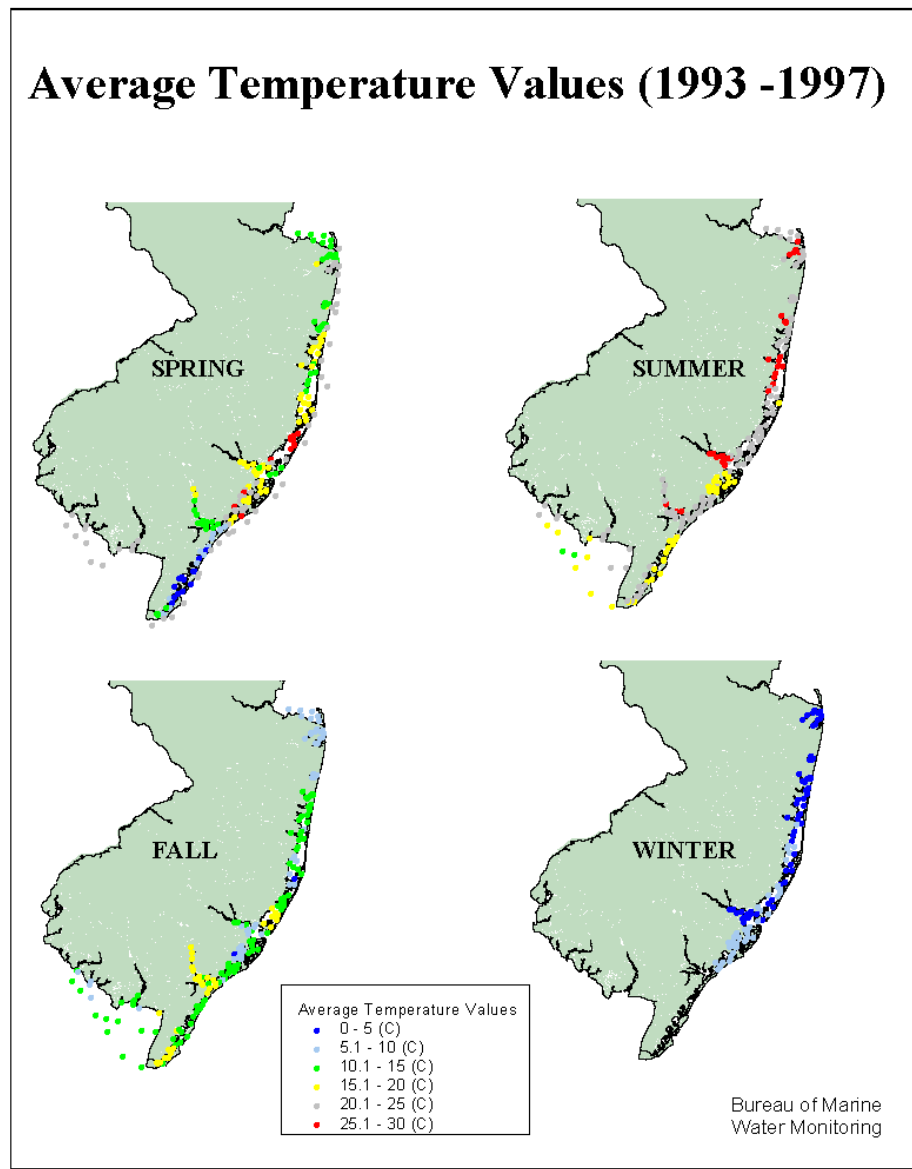 Average Temperature Values (1993 -1997)
SPRING
SUMMER
FALL
WINTER
Average Temperature Values
0 - 5 (C)
5.1 - 10 (C)
10.1 - 15 (C)
15.1 - 20 (C)
20.1 - 25 (C)
25.1 - 30 (C)
Bureau of Marine
Water Monitoring